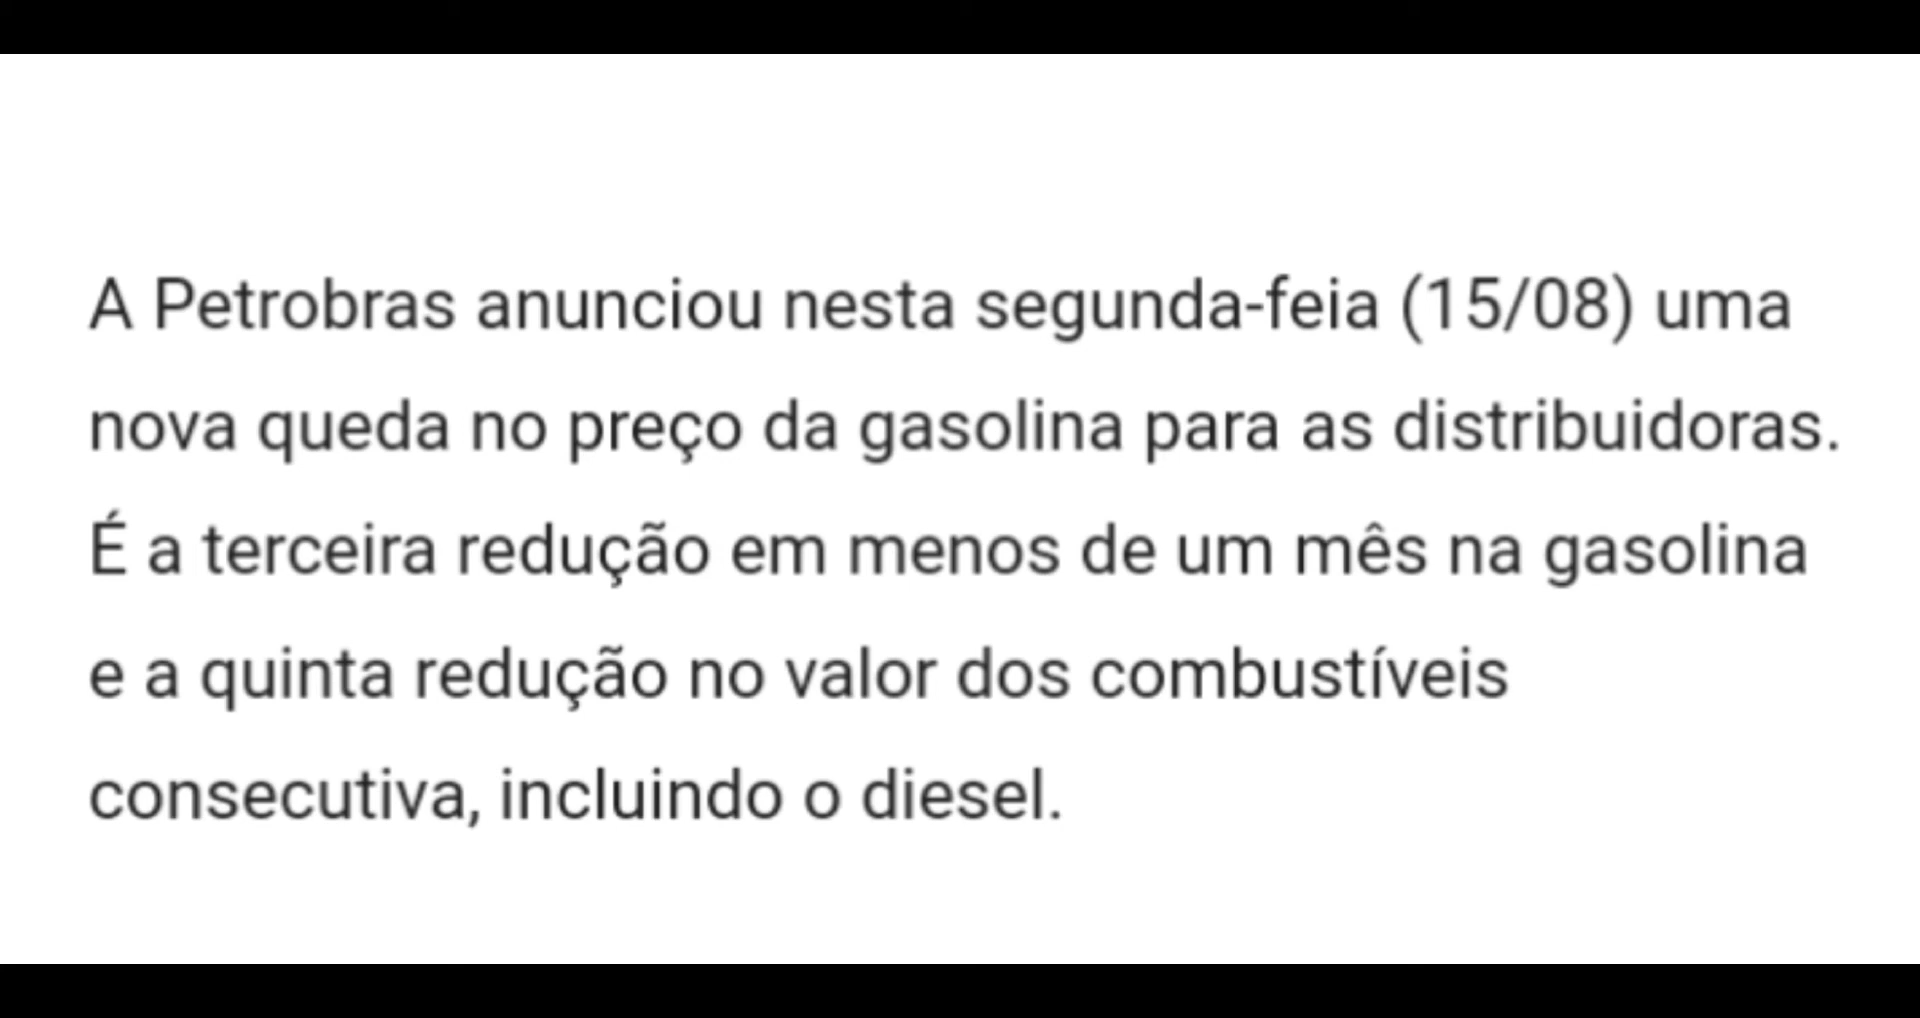 A Petrobras anunciou nesta segunda-feia (15/08) uma
nova queda no preço da gasolina para as distribuidoras.
É a terceira redução em menos de um mês na gasolina
e a quinta redução no valor dos combustíveis
consecutiva, incluindo o diesel.